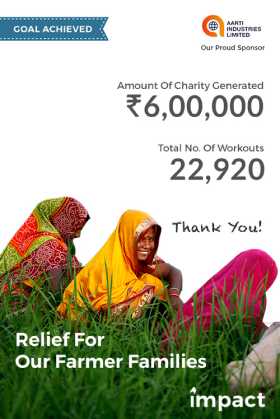 GOAL ACHIEVED
AARTI
INDUSTRIES
LIMITED
Our Proud Sponsor
Amount Of Charity Generated
₹6,00,000
Total No. Of Workouts
22,920
Thank You!
Relief For
Our Farmer Families
impact